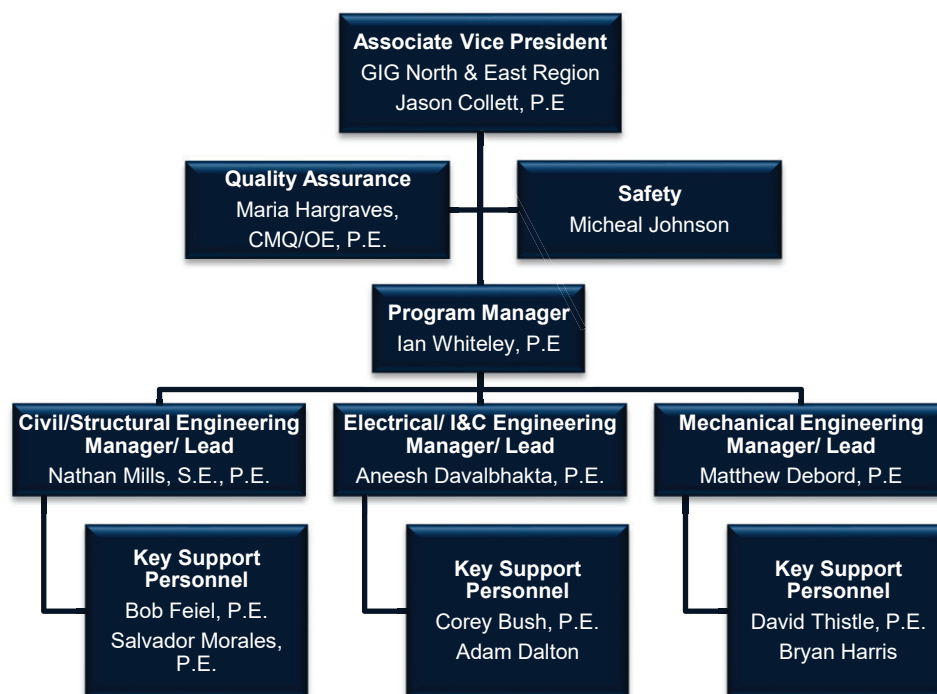 Associate Vice President
GIG North & East Region
Jason Collett, P.E
Quality Assurance
Maria Hargraves,
CMQ/OE, P.E.
Safety
Micheal Johnson
Program Manager
Ian Whiteley, P.E
Civil/Structural Engineering
Manager/ Lead
Nathan Mills, S.E., P.E.
Electrical/ I&C Engineering
Manager/ Lead
Aneesh Davalbhakta, P.E.
Mechanical Engineering
Manager/ Lead
Matthew Debord, P.E
Key Support
Personnel
Bob Feiel, P.E.
Salvador Morales,
P.E.
Key Support
Personnel
Corey Bush, P.E.
Adam Dalton
Key Support
Personnel
David Thistle, P.E.
Bryan Harris